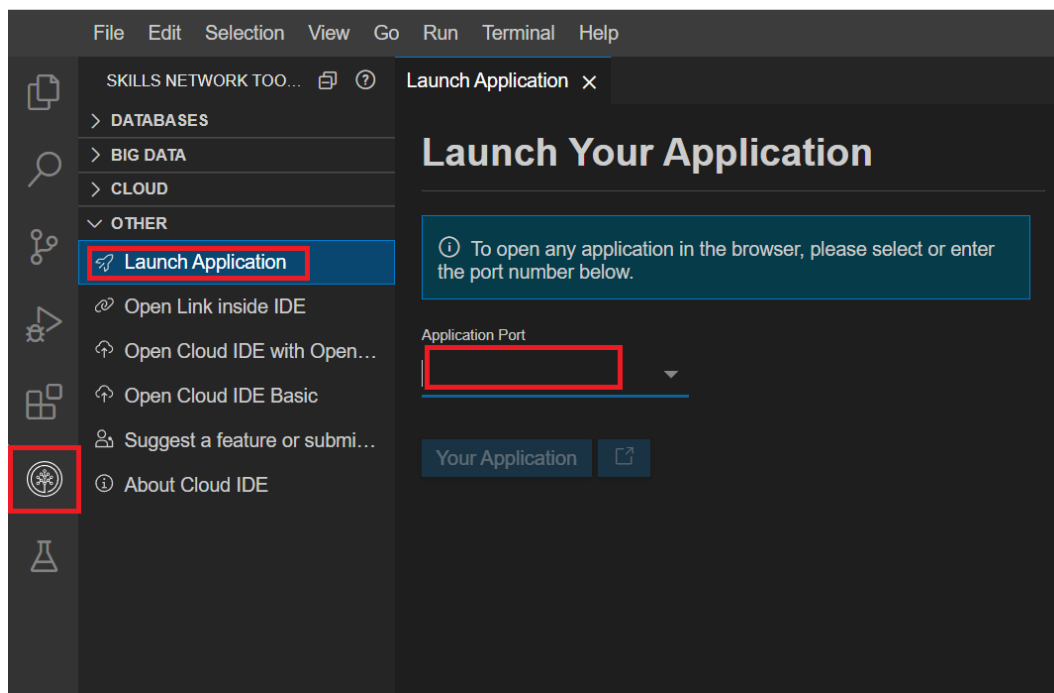 File Edit Selection View Go Run Terminal Help
SKILLS NETWORK TOO...
Launch Application
DATABASES
BIG DATA
CLOUD
OTHER
Launch Application
Open Link inside IDE
Open Cloud IDE with Open...
Open Cloud IDE Basic
Suggest a feature or submi...
About Cloud IDE
Launch Your Application
To open any application in the browser, please select or enter
the port number below.
Application Port
Your Application